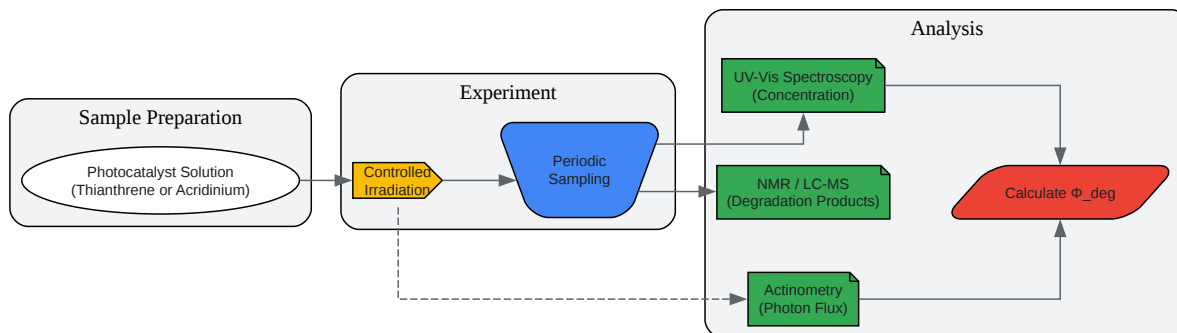 Sample Preparation
Photocatalyst Solution
(Thianthrene or Acridinium)
Experiment
Controlled
Irradiation
Periodic
Sampling
Analysis
UV-Vis Spectroscopy
(Concentration)
NMR / LC-MS
(Degradation Products)
Actinometry
(Photon Flux)
Calculate Φ_deg